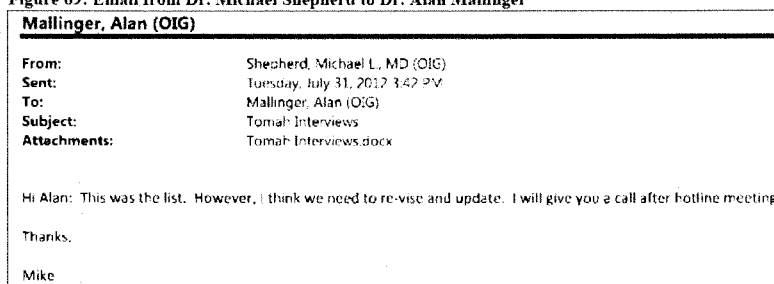 Figure 69: Email from Dr. Michael Shepherd to Dr. Alan Mallinger
Mallinger, Alan (OIG)
From: Shepherd, Michael L., MD (OIG)
Sent: Tuesday, July 31, 2012 3:42 PM
To: Mallinger, Alan (OIG)
Subject: Tomah Interviews
Attachments: Tomah Interviews.docx
Hi Alan: This was the list. However, I think we need to re-vise and update. I will give you a call after hotline meeting
Thanks,
Mike